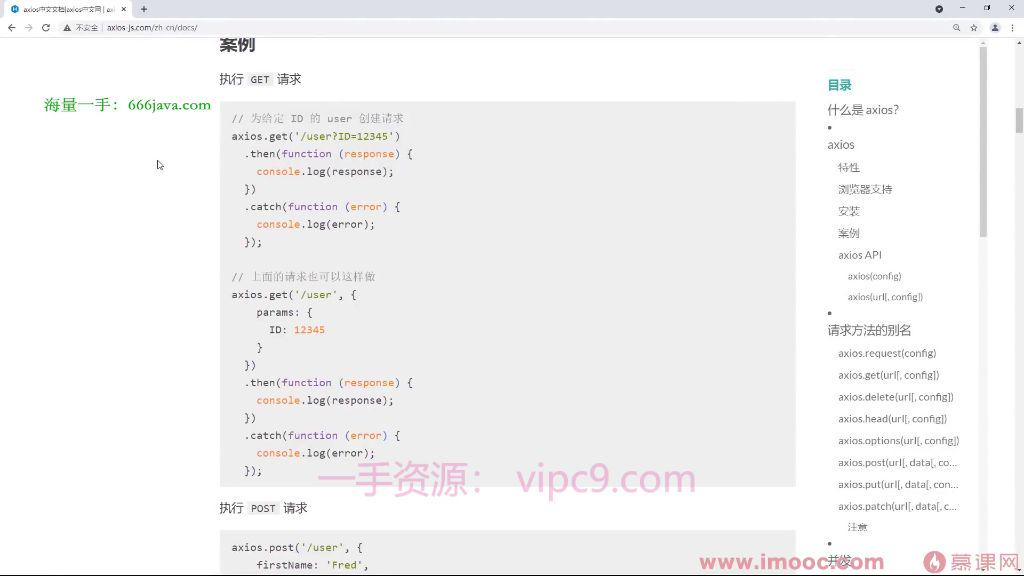 axios中文文档|axios中文网 | axi
不安全 | axios-js.com/zh-cn/docs/
案例
执行 GET 请求
海量一手：666java.com
// 为给定 ID 的 user 创建请求
axios.get('/user?ID=12345')
.then(function (response) {
console.log(response);
})
.catch(function (error) {
console.log(error);
});
// 上面的请求也可以这样做
axios.get('/user', {
params: {
ID: 12345
}
})
.then(function (response) {
console.log(response);
})
.catch(function (error) {
console.log(error);
});
一手资源： vipc9.com
执行 POST 请求
axios.post('/user', {
firstName: 'Fred',
目录
什么是 axios?
axios
特性
浏览器支持
安装
案例
axios API
axios(config)
axios(url[, config])
请求方法的别名
axios.request(config)
axios.get(url[, config])
axios.delete(url[, config])
axios.head(url[, config])
axios.options(url[, config])
axios.post(url[, data[, co...
axios.put(url[, data[, con...
axios.patch(url[, data[, c...
注意
并发
www.imooc.com
慕课网